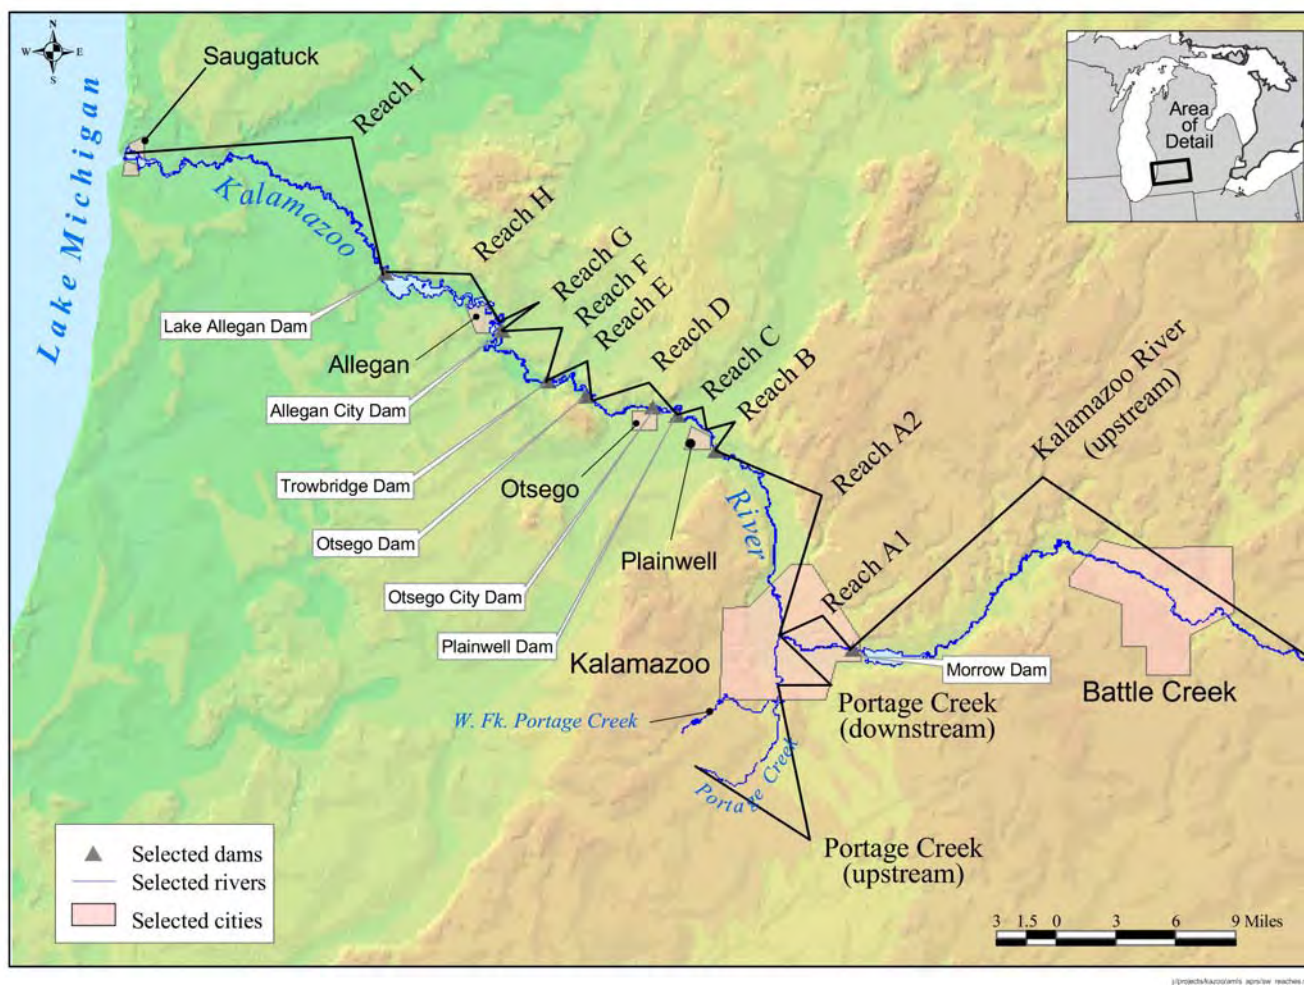 N
W
E
S
Saugatuck
Reach I
Lake Michigan
Kalamazoo
River
Reach H
Reach G
Reach F
Reach E
Reach D
Reach C
Reach B
Reach A2
Reach A1
Kalamazoo River
(upstream)
Area
of
Detail
Lake Allegan Dam
Allegan
Allegan City Dam
Trowbridge Dam
Otsego
Otsego Dam
Plainwell
Otsego City Dam
Plainwell Dam
Kalamazoo
Morrow Dam
Battle Creek
Portage Creek
(downstream)
W. Fk. Portage Creek
Portage Creek
Portage Creek
(upstream)
Selected dams
Selected rivers
Selected cities
3 1.5 0 3 6 9 Miles